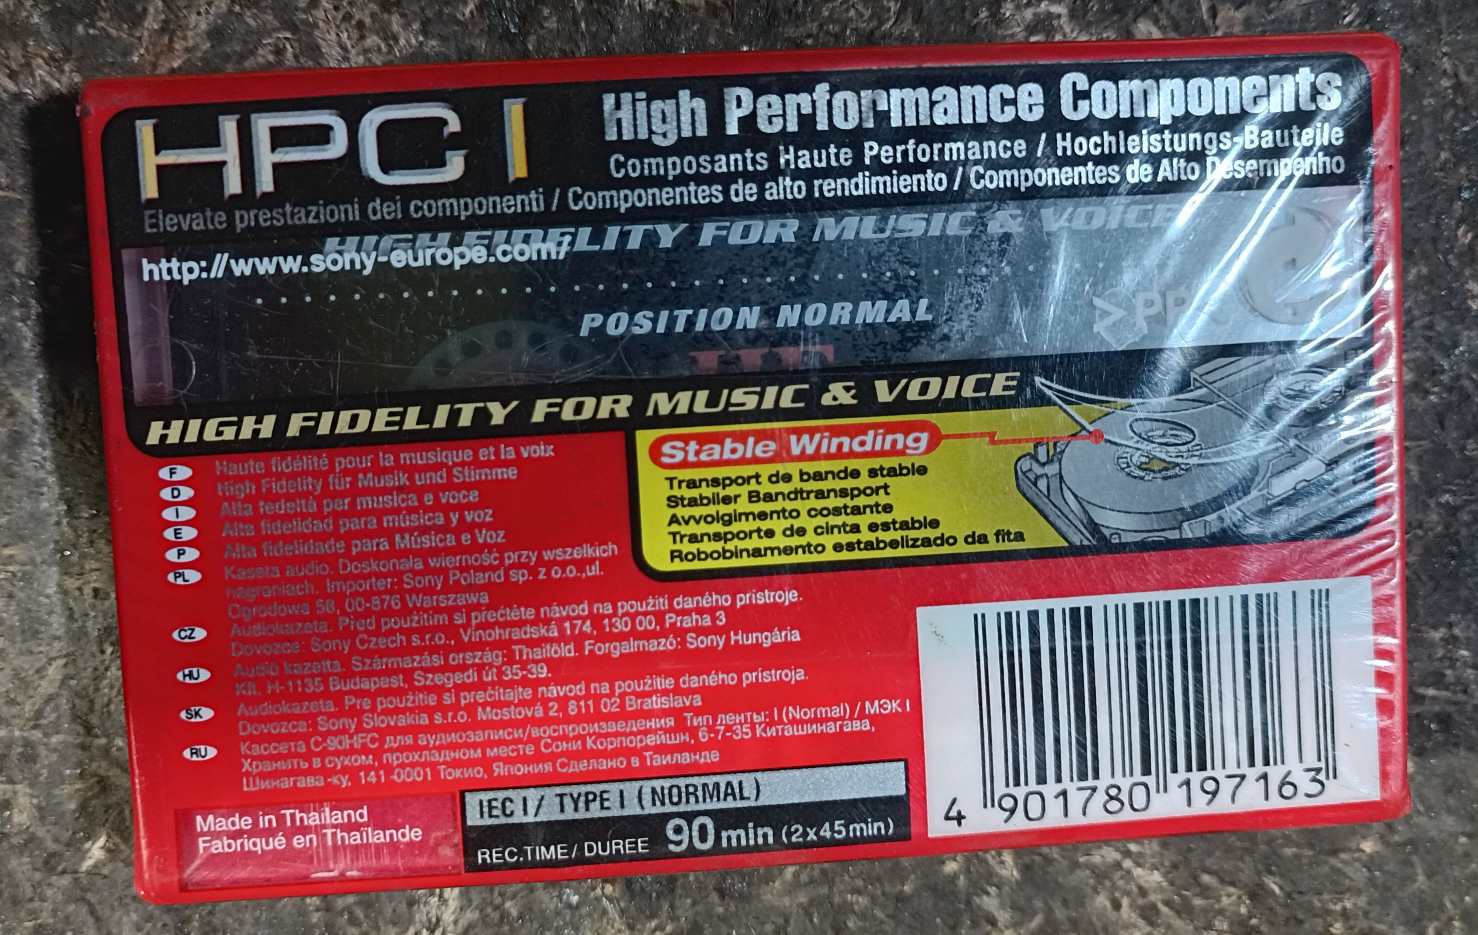 HPC I
High Performance Components
Composants Haute Performance / Hochleistungs-Bauteile
Elevate prestazioni dei componenti / Componentes de alto rendimiento / Componentes de Alto Desempenho
HIGH FIDELITY FOR MUSIC & VOICE
http://www.sony-europe.com/
POSITION NORMAL
>PP
HF
HIGH FIDELITY FOR MUSIC & VOICE
Stable Winding
Transport de bande stable
Stabiler Bandtransport
Avvolgimento costante
Transporte de cinta estable
Robobinamento estabelizado da fita
F Haute fidélité pour la musique et la voix
D High Fidelity für Musik und Stimme
I Alta fedeltà per musica e voce
E Alta fidelidad para música y voz
P Alta fidelidade para Música e Voz
PL Kaseta audio. Doskonała wierność przy wszelkich
nagraniach. Importer: Sony Poland sp. z o.o.,ul.
Ogrodowa 58, 00-876 Warszawa
CZ Audiokazeta. Před použitím si přečtěte návod na použití daného prístroje.
Dovozce: Sony Czech s.r.o., Vinohradská 174, 130 00, Praha 3
HU Audió kazetta. Származási ország: Thaiföld. Forgalmazó: Sony Hungária
Kft. H-1135 Budapest, Szegedi út 35-39.
SK Audiokazeta. Pre použitie si prečítajte návod na použitie daného prístroja.
Dovozca: Sony Slovakia s.r.o. Mostová 2, 811 02 Bratislava
RU Кассета C-90HFC для аудиозаписи/воспроизведения Тип ленты: I (Normal) / МЭК I
Хранить в сухом, прохладном месте Сони Корпорейшн, 6-7-35 Киташинагава,
Шинагава-ку, 141-0001 Токио, Япония Сделано в Таиланде
Made in Thailand
Fabriqué en Thaïlande
IEC I / TYPE I (NORMAL)
REC.TIME / DUREE 90 min (2x45min)
4 901780 197163